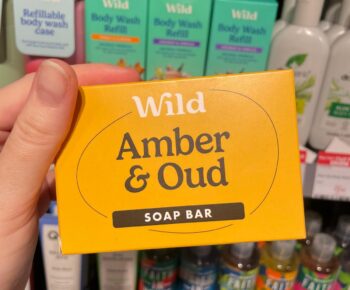 Wild
Refillable
body wash
case
Wild
Body Wash
Refill
Wild
Body Wash
Refill
Wild
Body Wash
Refill
Wild
Amber
& Oud
SOAP BAR